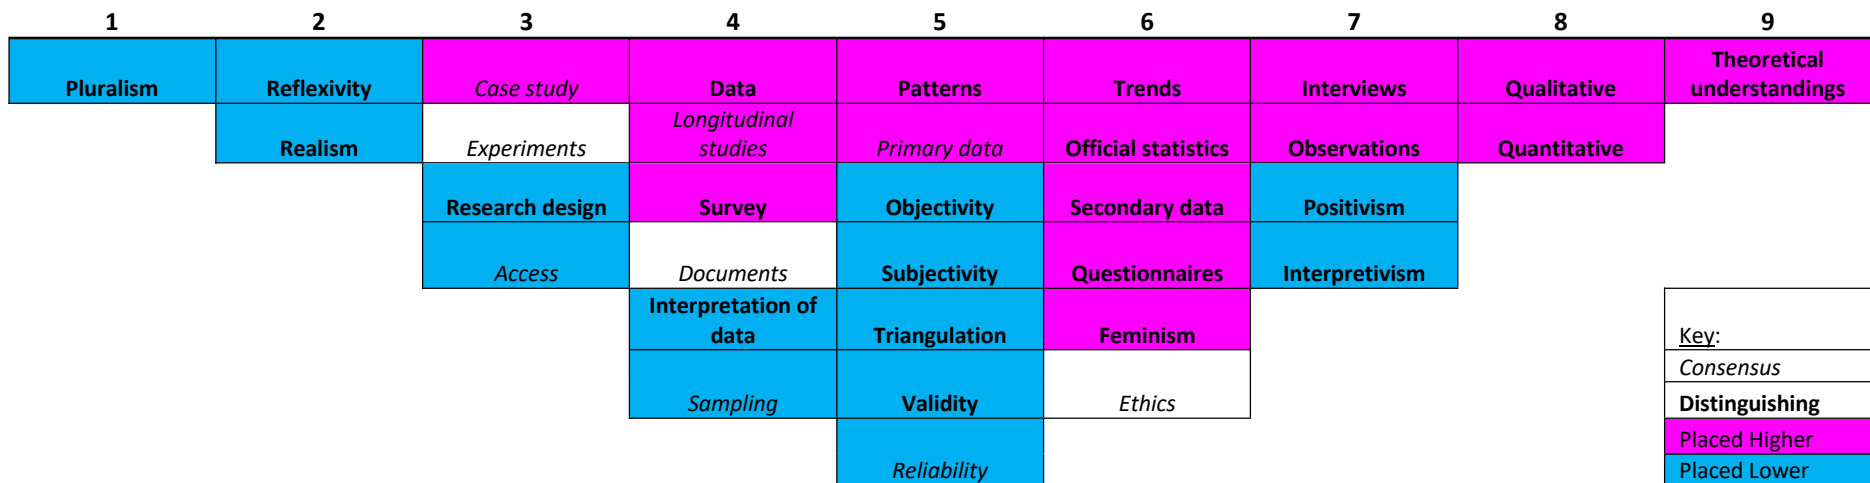 1 2 3 4 5 6 7 8 9
Pluralism Reflexivity Case study Data Patterns Trends Interviews Qualitative Theoretical understandings
Realism Experiments Longitudinal studies Primary data Official statistics Observations Quantitative
Research design Survey Objectivity Secondary data Positivism
Access Documents Subjectivity Questionnaires Interpretivism
Interpretation of data Triangulation Feminism Key:
Consensus
Sampling Validity Ethics Distinguishing
Placed Higher
Reliability Placed Lower